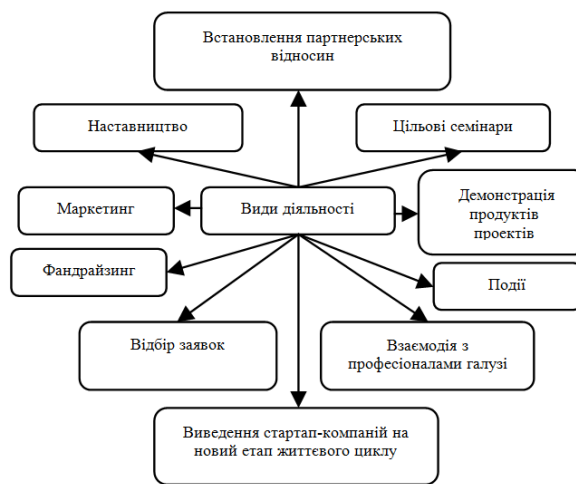 Встановлення партнерських
відносин
Наставництво
Цільові семінари
Маркетинг
Види діяльності
Демонстрація
продуктів
проектів
Фандрайзинг
Події
Відбір заявок
Взаємодія з
професіоналами галузі
Виведення стартап-компаній на
новий етап життєвого циклу